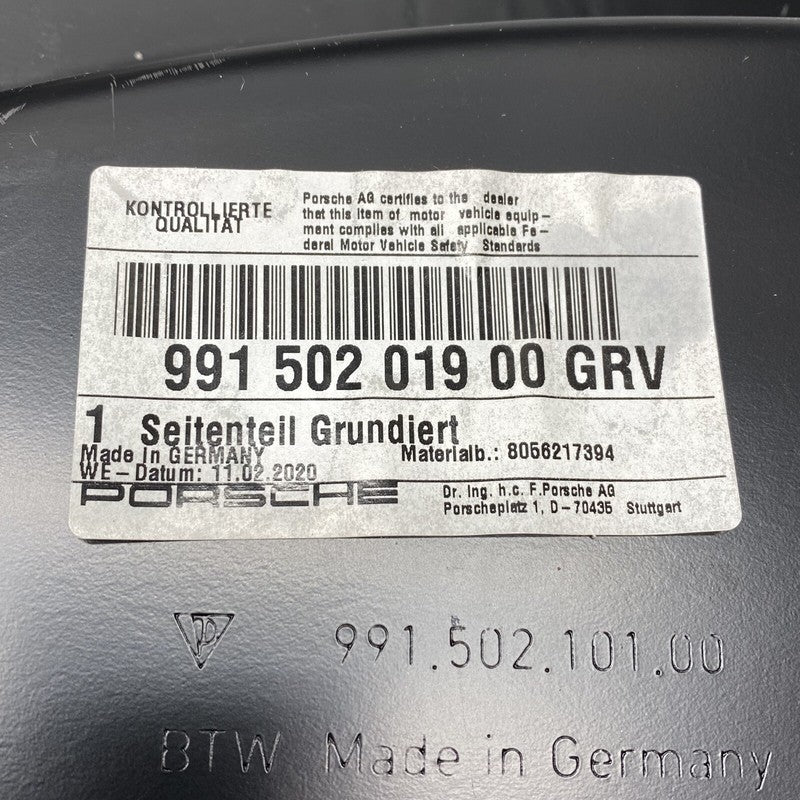 KONTROLLIERTE
QUALITAT
Porsche AG certifies to the dealer
that this item of motor vehicle equip-
ment complies with all applicable Fe-
deral Motor Vehicle Safety Standards
991 502 019 00 GRV
1 Seitenteil Grundiert
Made in GERMANY Materialb.: 8056217394
WE-Datum: 11.02.2020
PORSCHE
Dr. Ing. h.c. F.Porsche AG
Porscheplatz 1, D-70435 Stuttgart
991.502.101.00
BTW Made in Germany